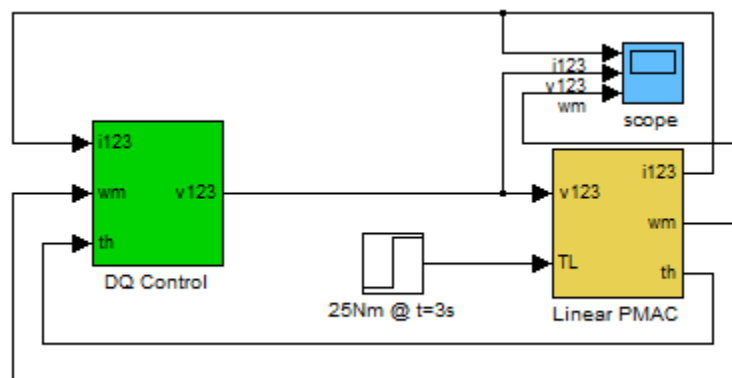 i123
v123
wm
scope
i123
wm
th
v123
DQ Control
25Nm @ t=3s
v123
TL
i123
wm
th
Linear PMAC